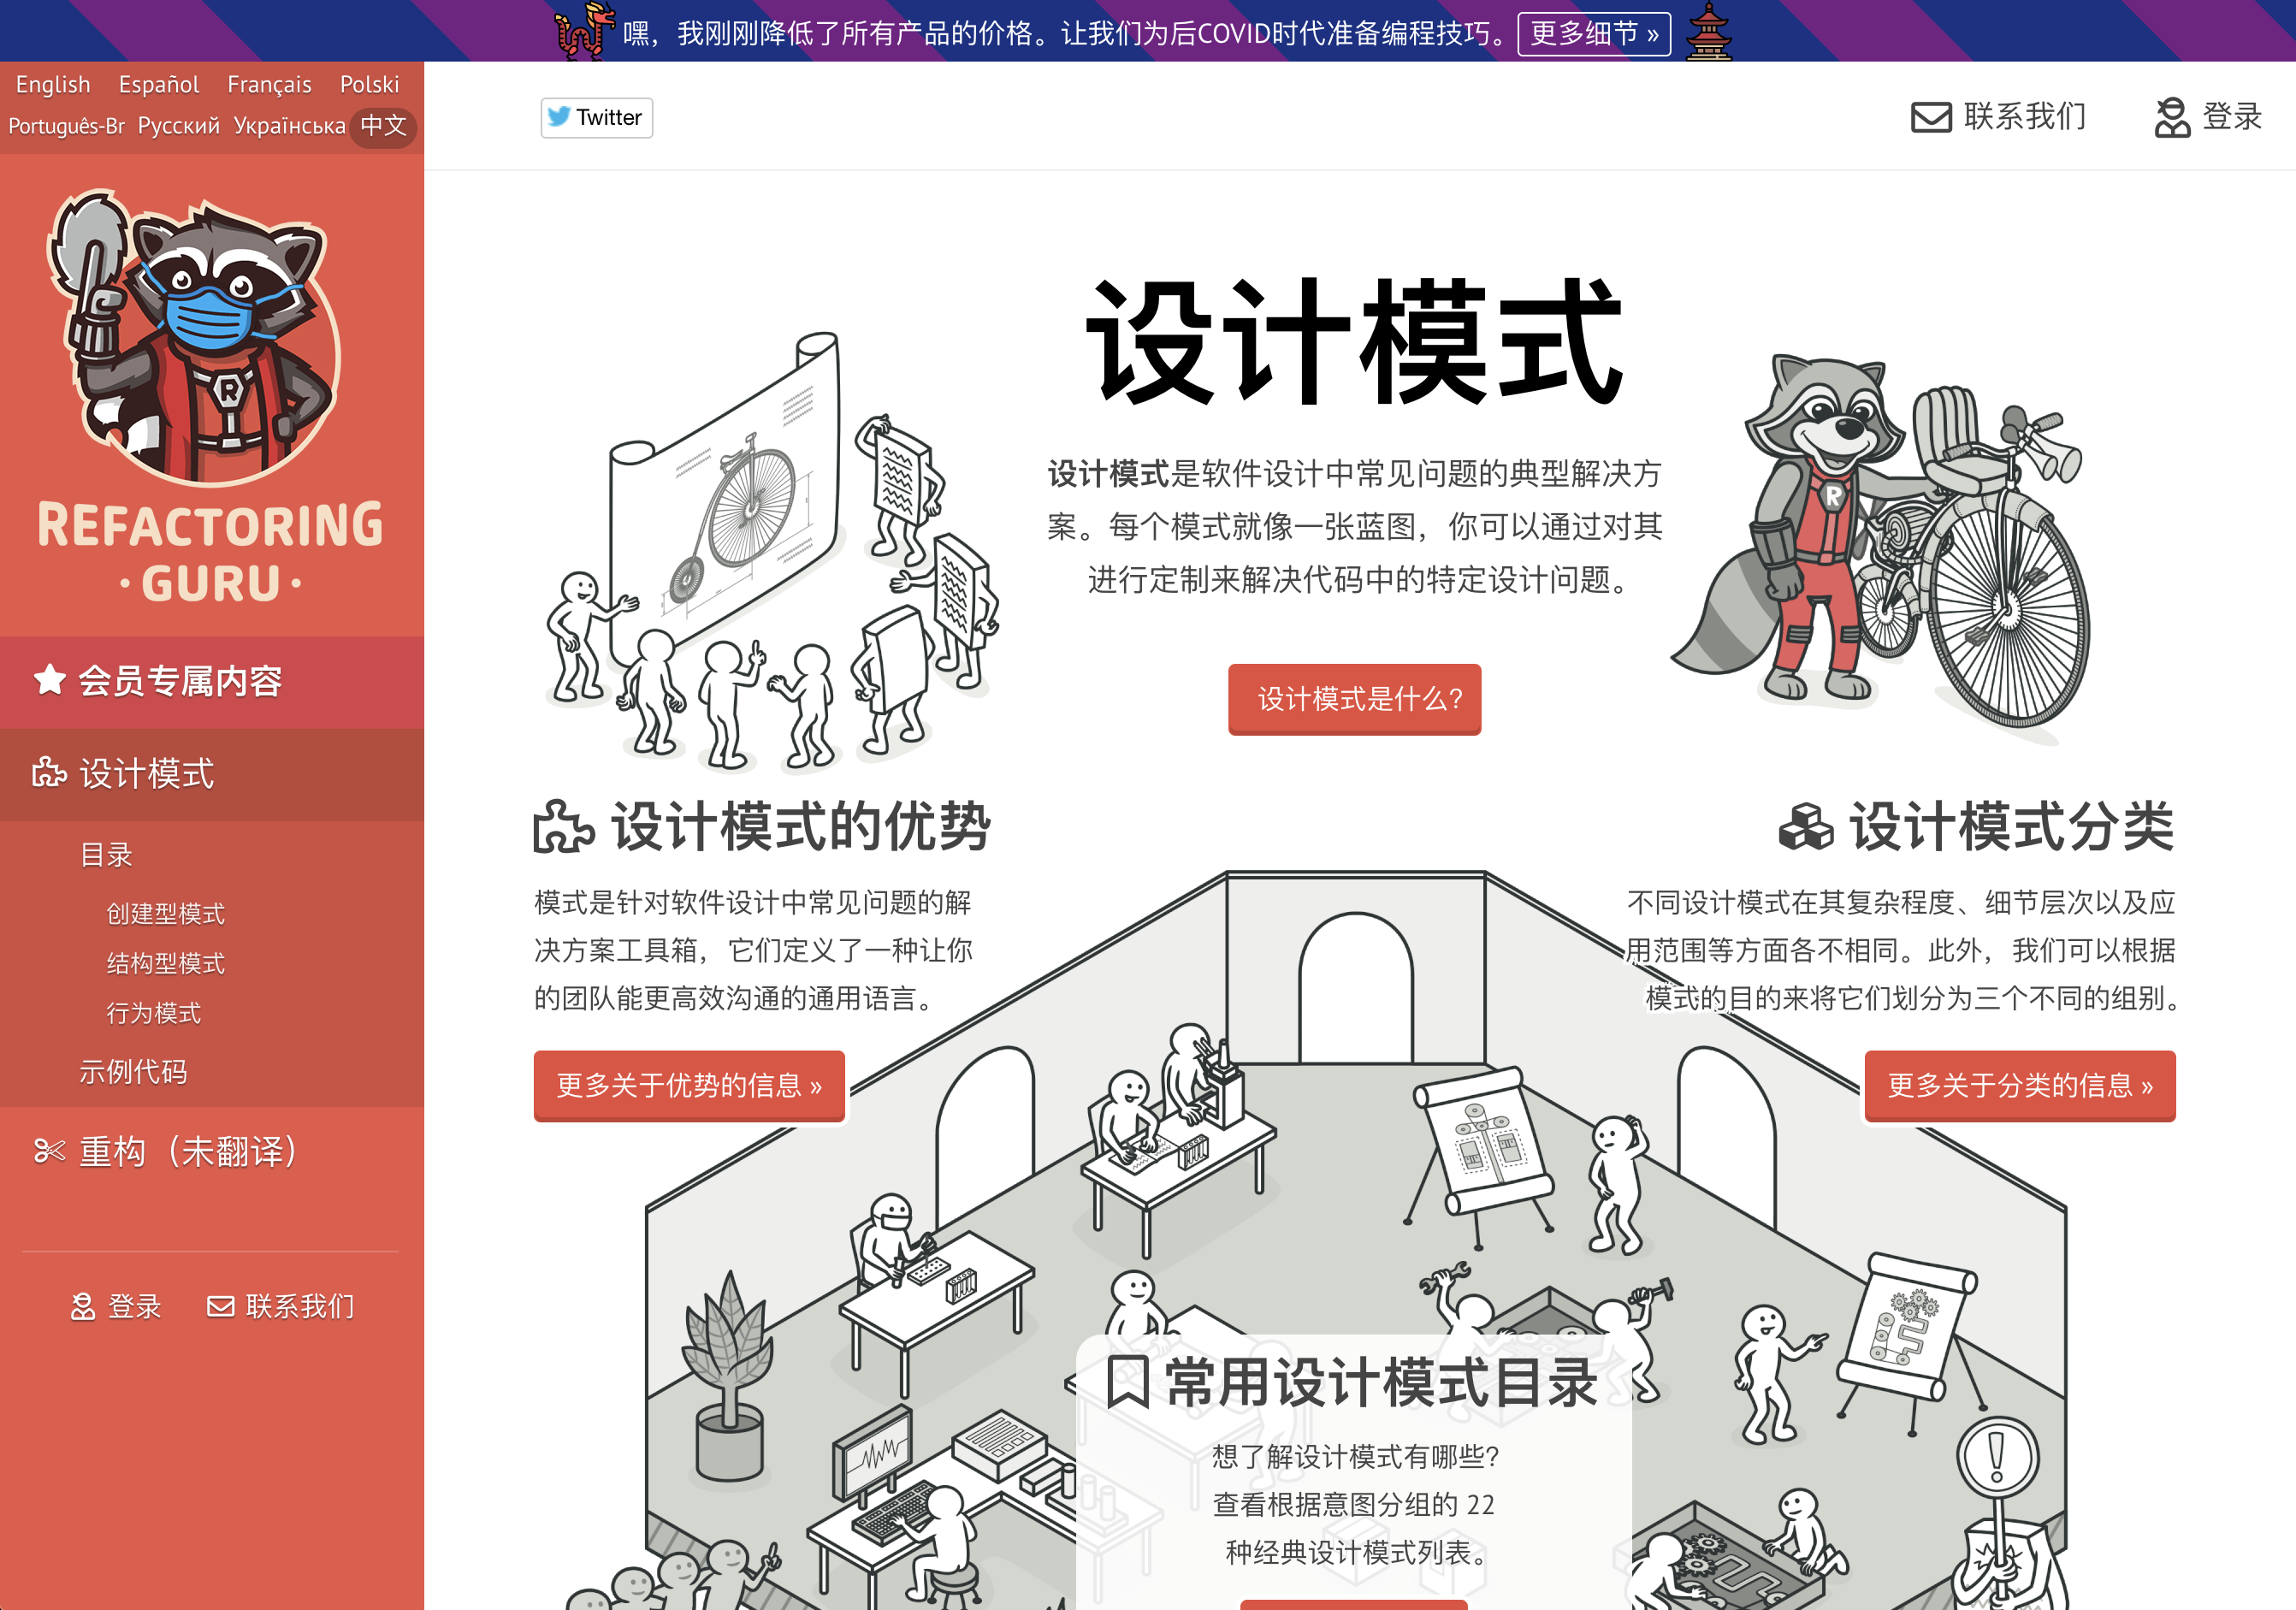 嘿，我刚刚降低了所有产品的价格。让我们为后COVID时代准备编程技巧。 更多细节 »
English Español Français Polski
Português-Br Русский Українська 中文
Twitter
联系我们
登录
R
REFACTORING
· GURU ·
会员专属内容
设计模式
目录
创建型模式
结构型模式
行为模式
示例代码
重构（未翻译）
登录 联系我们
设计模式
设计模式是软件设计中常见问题的典型解决方
案。每个模式就像一张蓝图，你可以通过对其
进行定制来解决代码中的特定设计问题。
设计模式是什么?
R
设计模式的优势
模式是针对软件设计中常见问题的解
决方案工具箱，它们定义了一种让你
的团队能更高效沟通的通用语言。
更多关于优势的信息 »
设计模式分类
不同设计模式在其复杂程度、细节层次以及应
用范围等方面各不相同。此外，我们可以根据
模式的目的来将它们划分为三个不同的组别。
更多关于分类的信息 »
常用设计模式目录
想了解设计模式有哪些?
查看根据意图分组的 22
种经典设计模式列表。
!